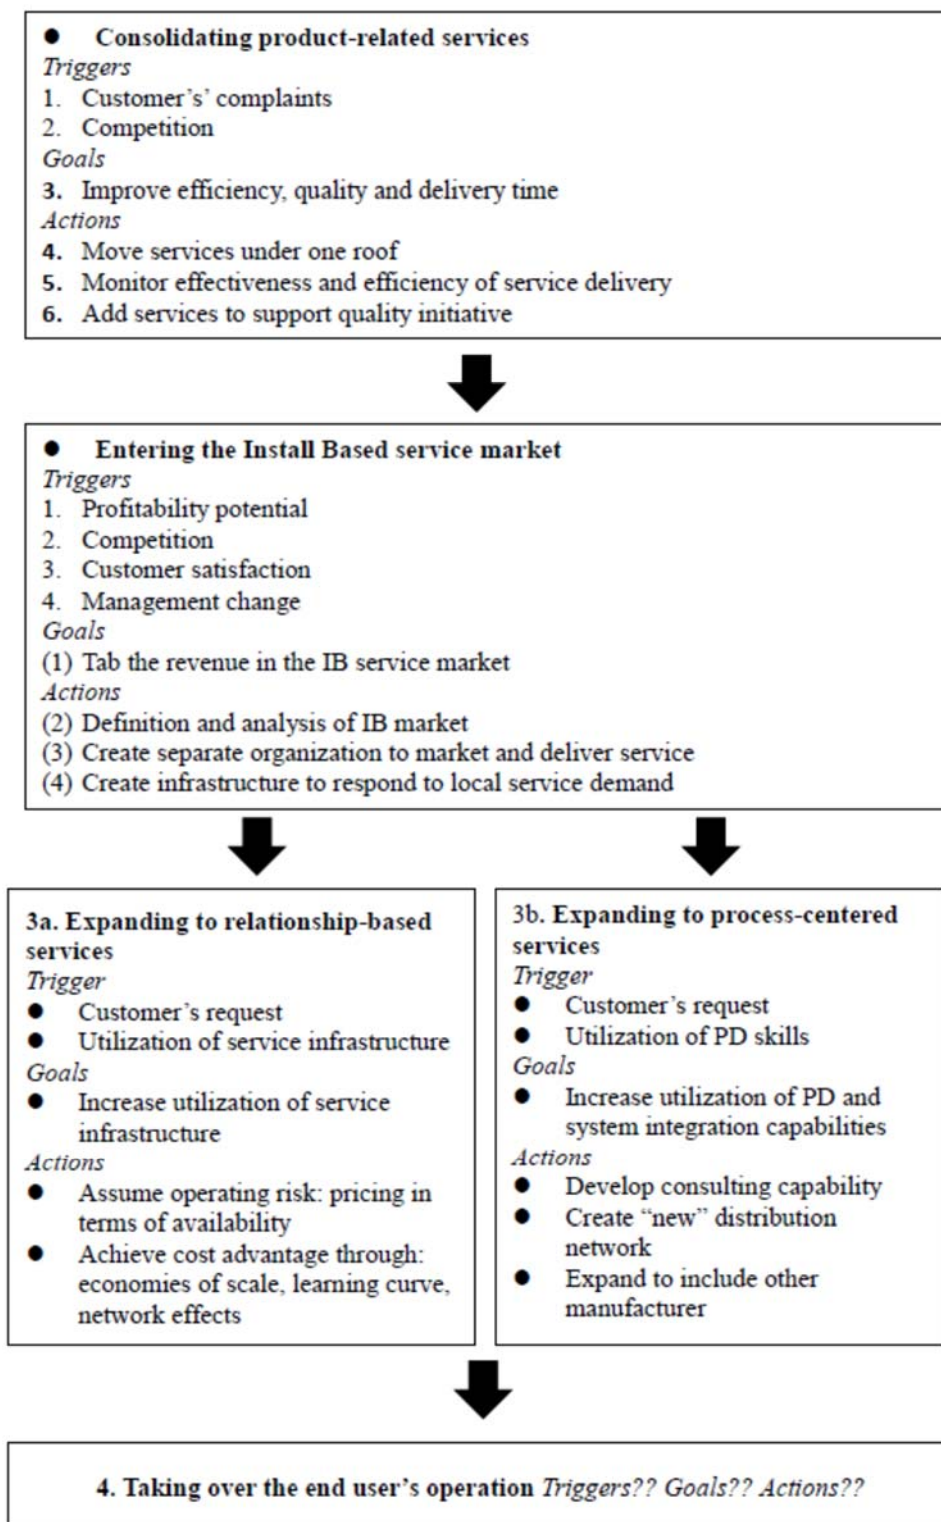 ● Consolidating product-related services
Triggers
1. Customer’s’ complaints
2. Competition
Goals
3. Improve efficiency, quality and delivery time
Actions
4. Move services under one roof
5. Monitor effectiveness and efficiency of service delivery
6. Add services to support quality initiative
● Entering the Install Based service market
Triggers
1. Profitability potential
2. Competition
3. Customer satisfaction
4. Management change
Goals
(1) Tab the revenue in the IB service market
Actions
(2) Definition and analysis of IB market
(3) Create separate organization to market and deliver service
(4) Create infrastructure to respond to local service demand
3a. Expanding to relationship-based
services
Trigger
● Customer’s request
● Utilization of service infrastructure
Goals
● Increase utilization of service
infrastructure
Actions
● Assume operating risk: pricing in
terms of availability
● Achieve cost advantage through:
economies of scale, learning curve,
network effects
3b. Expanding to process-centered
services
Trigger
● Customer’s request
● Utilization of PD skills
Goals
● Increase utilization of PD and
system integration capabilities
Actions
● Develop consulting capability
● Create “new” distribution
network
● Expand to include other
manufacturer
4. Taking over the end user’s operation Triggers?? Goals?? Actions??